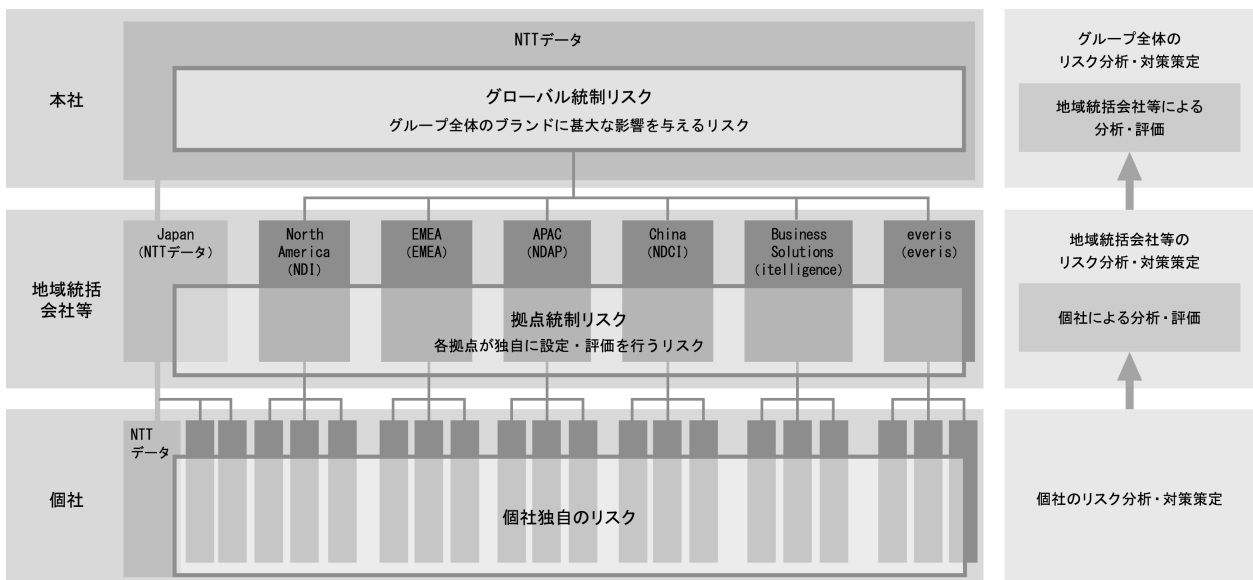 本社
NTTデータ
グローバル統制リスク
グループ全体のブランドに甚大な影響を与えるリスク
グループ全体の
リスク分析・対策策定
地域統括会社等による
分析・評価
地域統括
会社等
Japan
(NTTデータ)
North
America
(NDI)
EMEA
(EMEA)
APAC
(NDAP)
China
(NDCI)
Business
Solutions
(itelligence)
everis
(everis)
拠点統制リスク
各拠点が独自に設定・評価を行うリスク
地域統括会社等の
リスク分析・対策策定
個社による分析・評価
個社
NTT
データ
個社独自のリスク
個社のリスク分析・対策策定